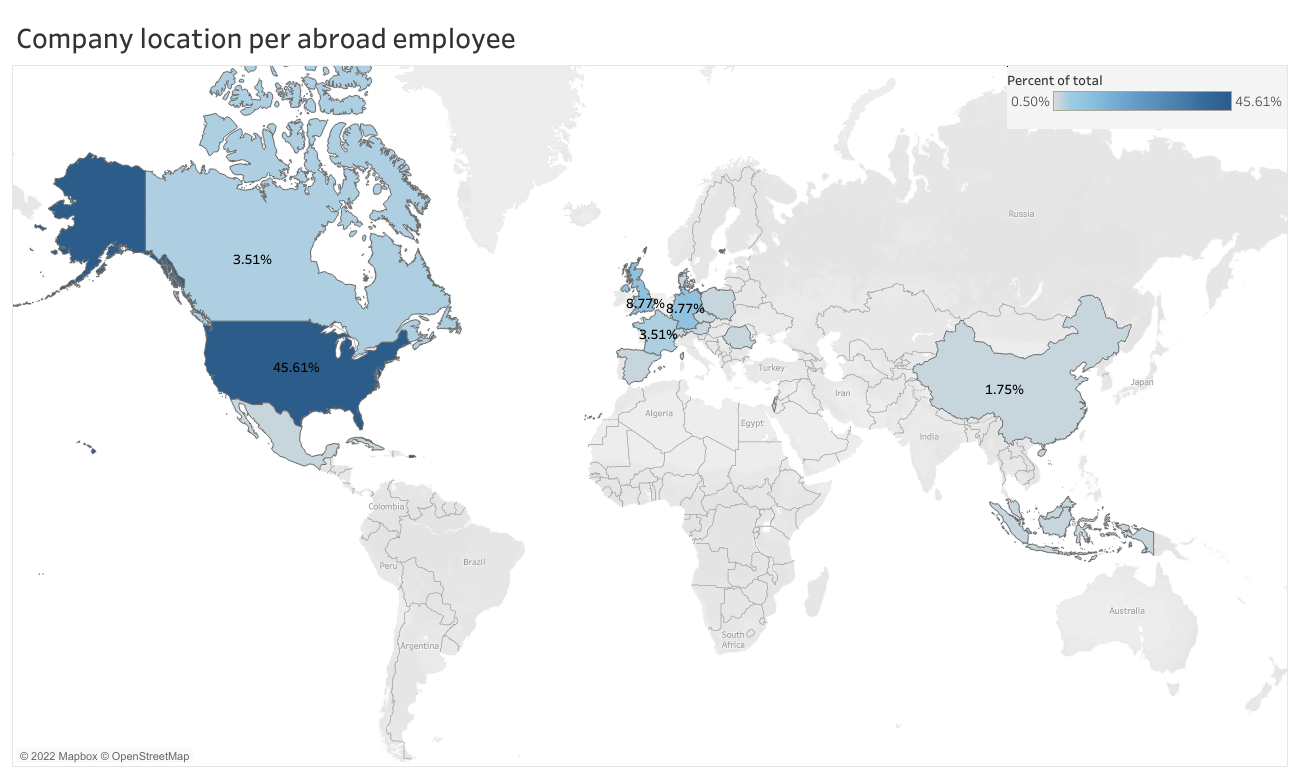 Company location per abroad employee
Percent of total
0.50% 45.61%
Russia
3.51%
8.77%
8.77%
3.51%
45.61%
Turkey
Iran
1.75%
Japan
Algeria
Egypt
India
Colombia
Peru
Brazil
Australia
South
Africa
Argentina
© 2022 Mapbox © OpenStreetMap